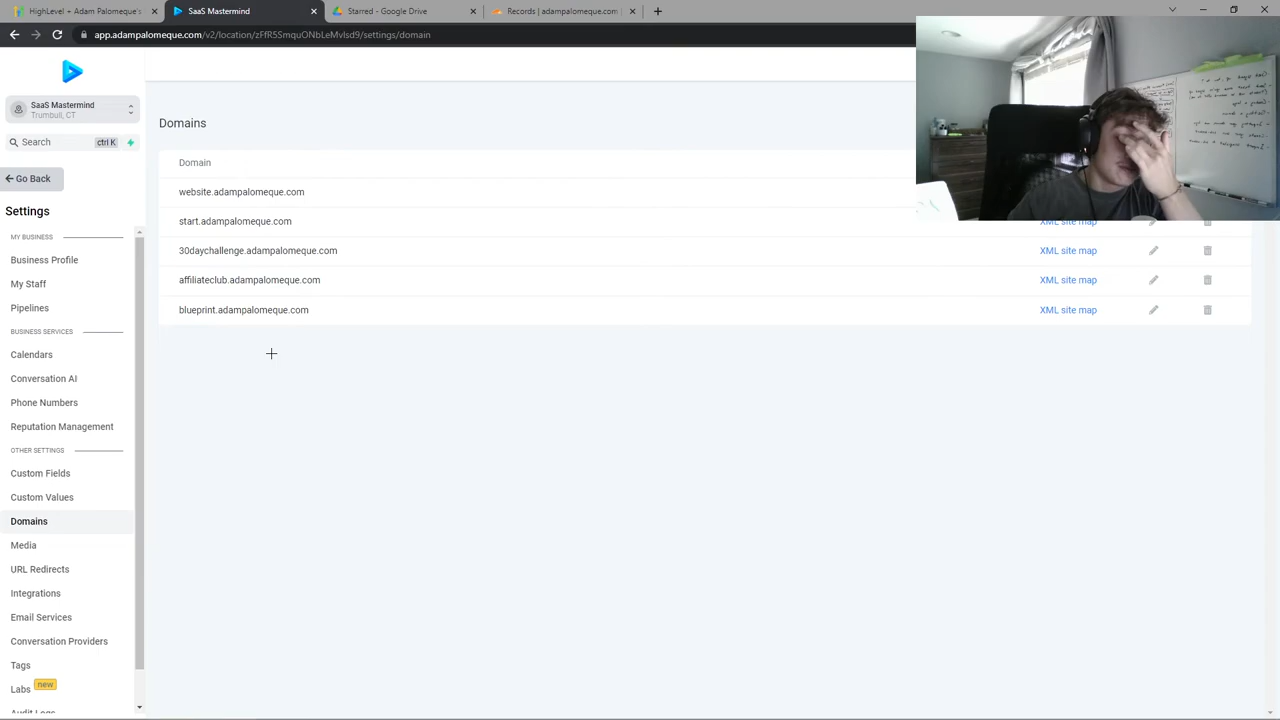 HighLevel + Adam Palomeque's
SaaS Mastermind
Starred - Google Drive
Records | adampalomeque.com
app.adampalomeque.com/v2/location/zFfR5SmquONbLeMvlsd9/settings/domain
SaaS Mastermind
Trumbull, CT
Search
ctrl K
Go Back
Settings
MY BUSINESS
Business Profile
My Staff
Pipelines
BUSINESS SERVICES
Calendars
Conversation AI
Phone Numbers
Reputation Management
OTHER SETTINGS
Custom Fields
Custom Values
Domains
Media
URL Redirects
Integrations
Email Services
Conversation Providers
Tags
Labs new
Audit Logs
Domains
Domain
website.adampalomeque.com
start.adampalomeque.com XML site map
30daychallenge.adampalomeque.com XML site map
affiliateclub.adampalomeque.com XML site map
blueprint.adampalomeque.com XML site map